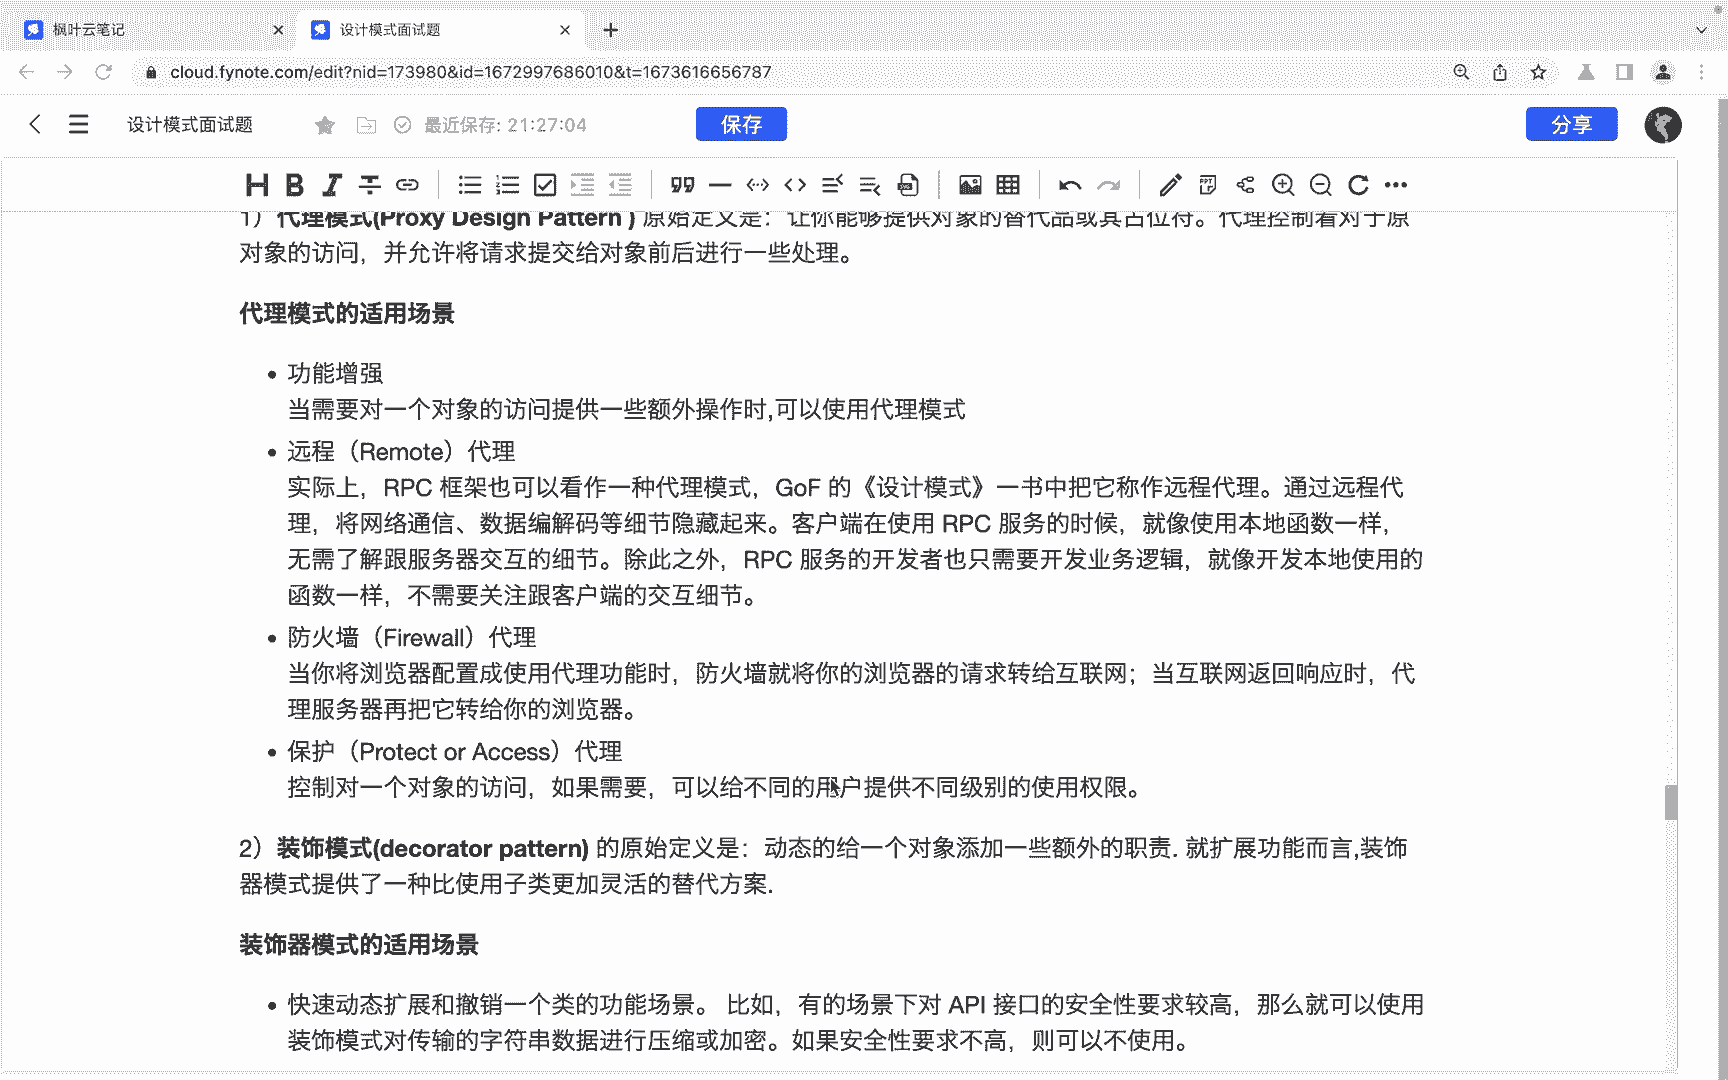 枫叶云笔记
设计模式面试题
cloud.fynote.com/edit?nid=173980&id=1672997686010&t=1673616656787
设计模式面试题
最近保存: 21:27:04
保存
分享
1）代理模式(Proxy Design Pattern ) 原始定义是：让你能够提供对象的替代品或其占位符。代理控制着对于原
对象的访问，并允许将请求提交给对象前后进行一些处理。
代理模式的适用场景
• 功能增强
当需要对一个对象的访问提供一些额外操作时,可以使用代理模式
• 远程（Remote）代理
实际上，RPC 框架也可以看作一种代理模式，GoF 的《设计模式》一书中把它称作远程代理。通过远程代
理，将网络通信、数据编解码等细节隐藏起来。客户端在使用 RPC 服务的时候，就像使用本地函数一样，
无需了解跟服务器交互的细节。除此之外，RPC 服务的开发者也只需要开发业务逻辑，就像开发本地使用的
函数一样，不需要关注跟客户端的交互细节。
• 防火墙（Firewall）代理
当你将浏览器配置成使用代理功能时，防火墙就将你的浏览器的请求转给互联网；当互联网返回响应时，代
理服务器再把它转给你的浏览器。
• 保护（Protect or Access）代理
控制对一个对象的访问，如果需要，可以给不同的用户提供不同级别的使用权限。
2）装饰模式(decorator pattern) 的原始定义是：动态的给一个对象添加一些额外的职责. 就扩展功能而言,装饰
器模式提供了一种比使用子类更加灵活的替代方案.
装饰器模式的适用场景
• 快速动态扩展和撤销一个类的功能场景。 比如，有的场景下对 API 接口的安全性要求较高，那么就可以使用
装饰模式对传输的字符串数据进行压缩或加密。如果安全性要求不高，则可以不使用。